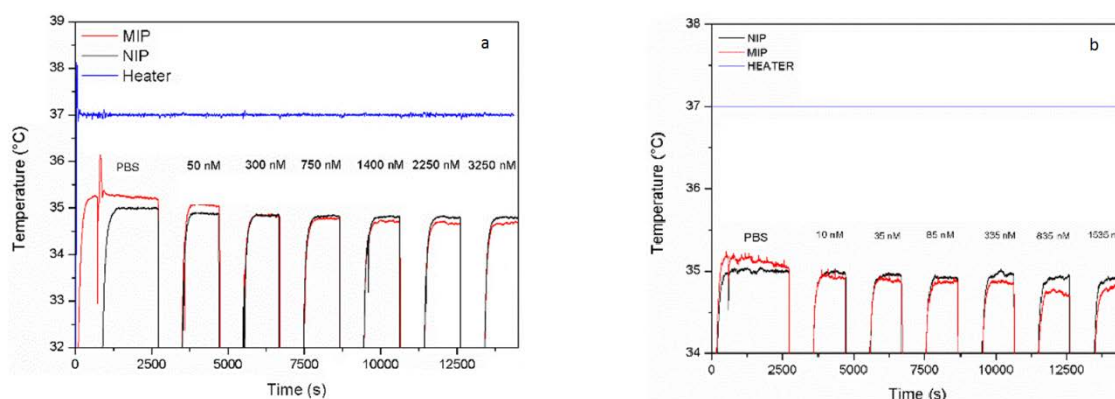 a
MIP
NIP
Heater
39
38
37
36
35
34
33
32
Temperature (°C)
PBS 50 nM 300 nM 750 nM 1400 nM 2250 nM 3250 nM
0 2500 5000 7500 10000 12500
Time (s)
b
NIP
MIP
HEATER
38
37
36
35
34
Temperature (°C)
PBS 10 nM 35 nM 85 nM 335 nM 835 nM
0 2500 5000 7500 10000 12500
Time (s)